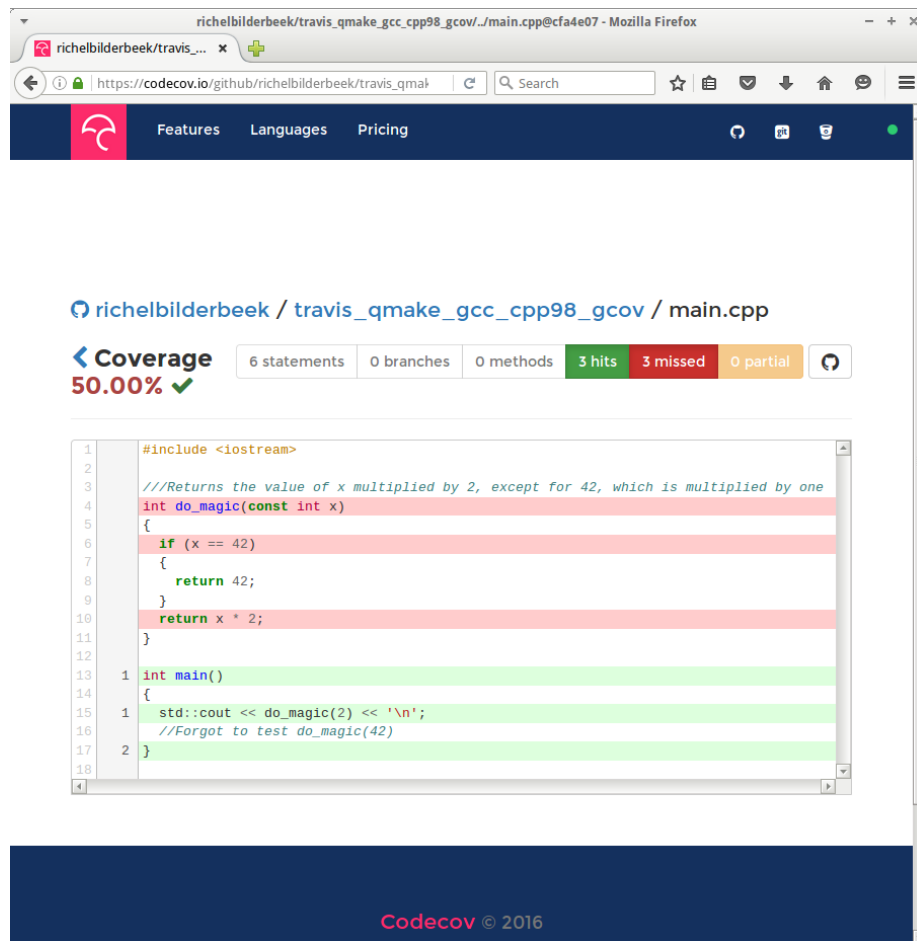 richelbilderbeek/travis_qmake_gcc_cpp98_gcov/../main.cpp@cfa4e07 - Mozilla Firefox
richelbilderbeek/travis_... ×
https://codecov.io/github/richelbilderbeek/travis_qmal Search
Features Languages Pricing git
richelbilderbeek / travis_qmake_gcc_cpp98_gcov / main.cpp
Coverage 6 statements 0 branches 0 methods 3 hits 3 missed 0 partial
50.00%
1 #include <iostream>
2
3 ///Returns the value of x multiplied by 2, except for 42, which is multiplied by one
4 int do_magic(const int x)
5 {
6 if (x == 42)
7 {
8 return 42;
9 }
10 return x * 2;
11 }
12
13 1 int main()
14 {
15 1 std::cout << do_magic(2) << '\n';
16 //Forgot to test do_magic(42)
17 2 }
18
Codecov © 2016